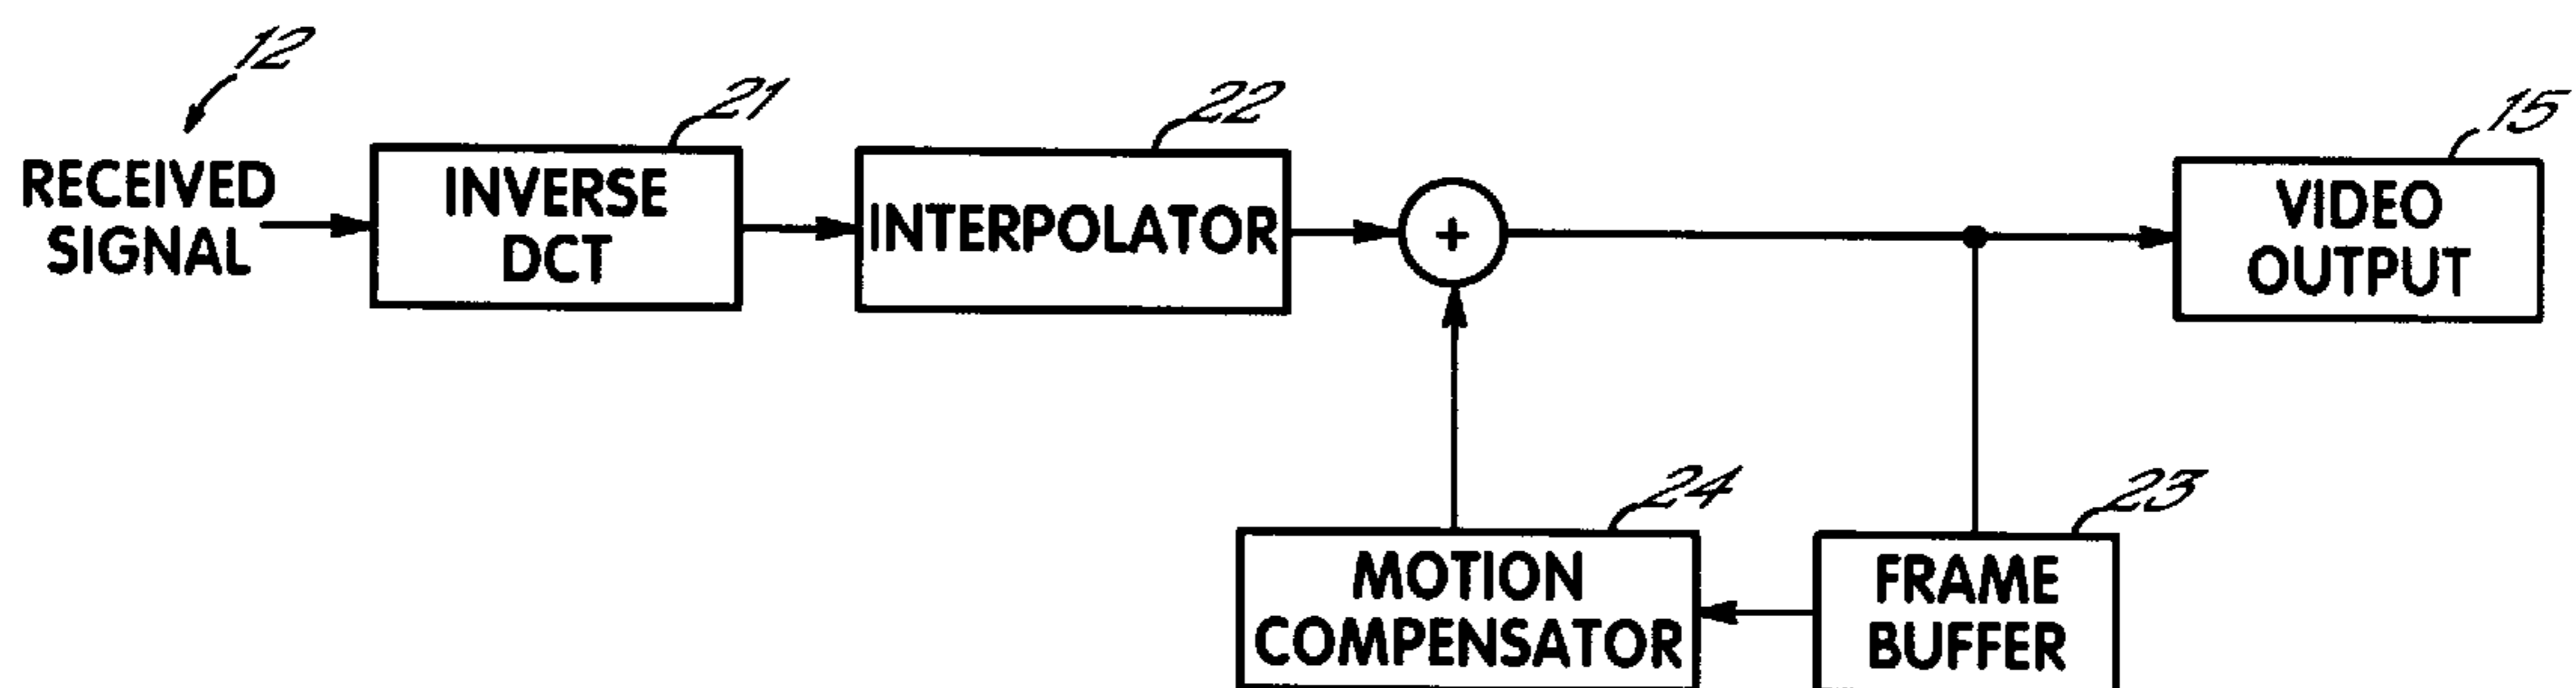 12
RECEIVED
SIGNAL
21
INVERSE
DCT
22
INTERPOLATOR
+
15
VIDEO
OUTPUT
24
MOTION
COMPENSATOR
23
FRAME
BUFFER